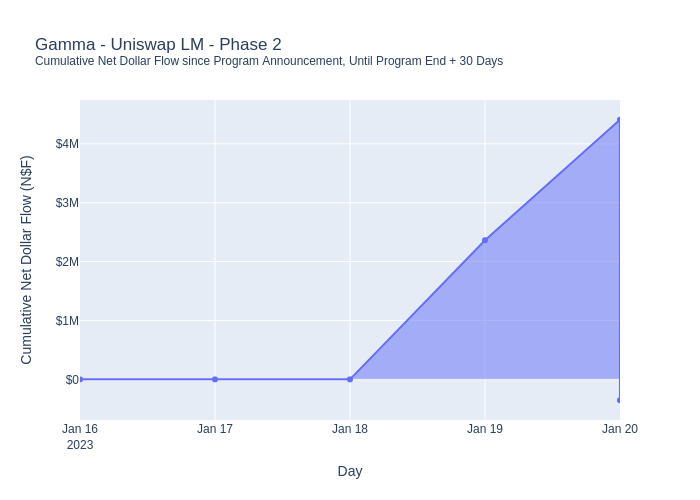 Gamma - Uniswap LM - Phase 2
Cumulative Net Dollar Flow since Program Announcement, Until Program End + 30 Days
Cumulative Net Dollar Flow (N$F)
$4M
$3M
$2M
$1M
$0
Jan 16
2023
Jan 17
Jan 18
Jan 19
Jan 20
Day